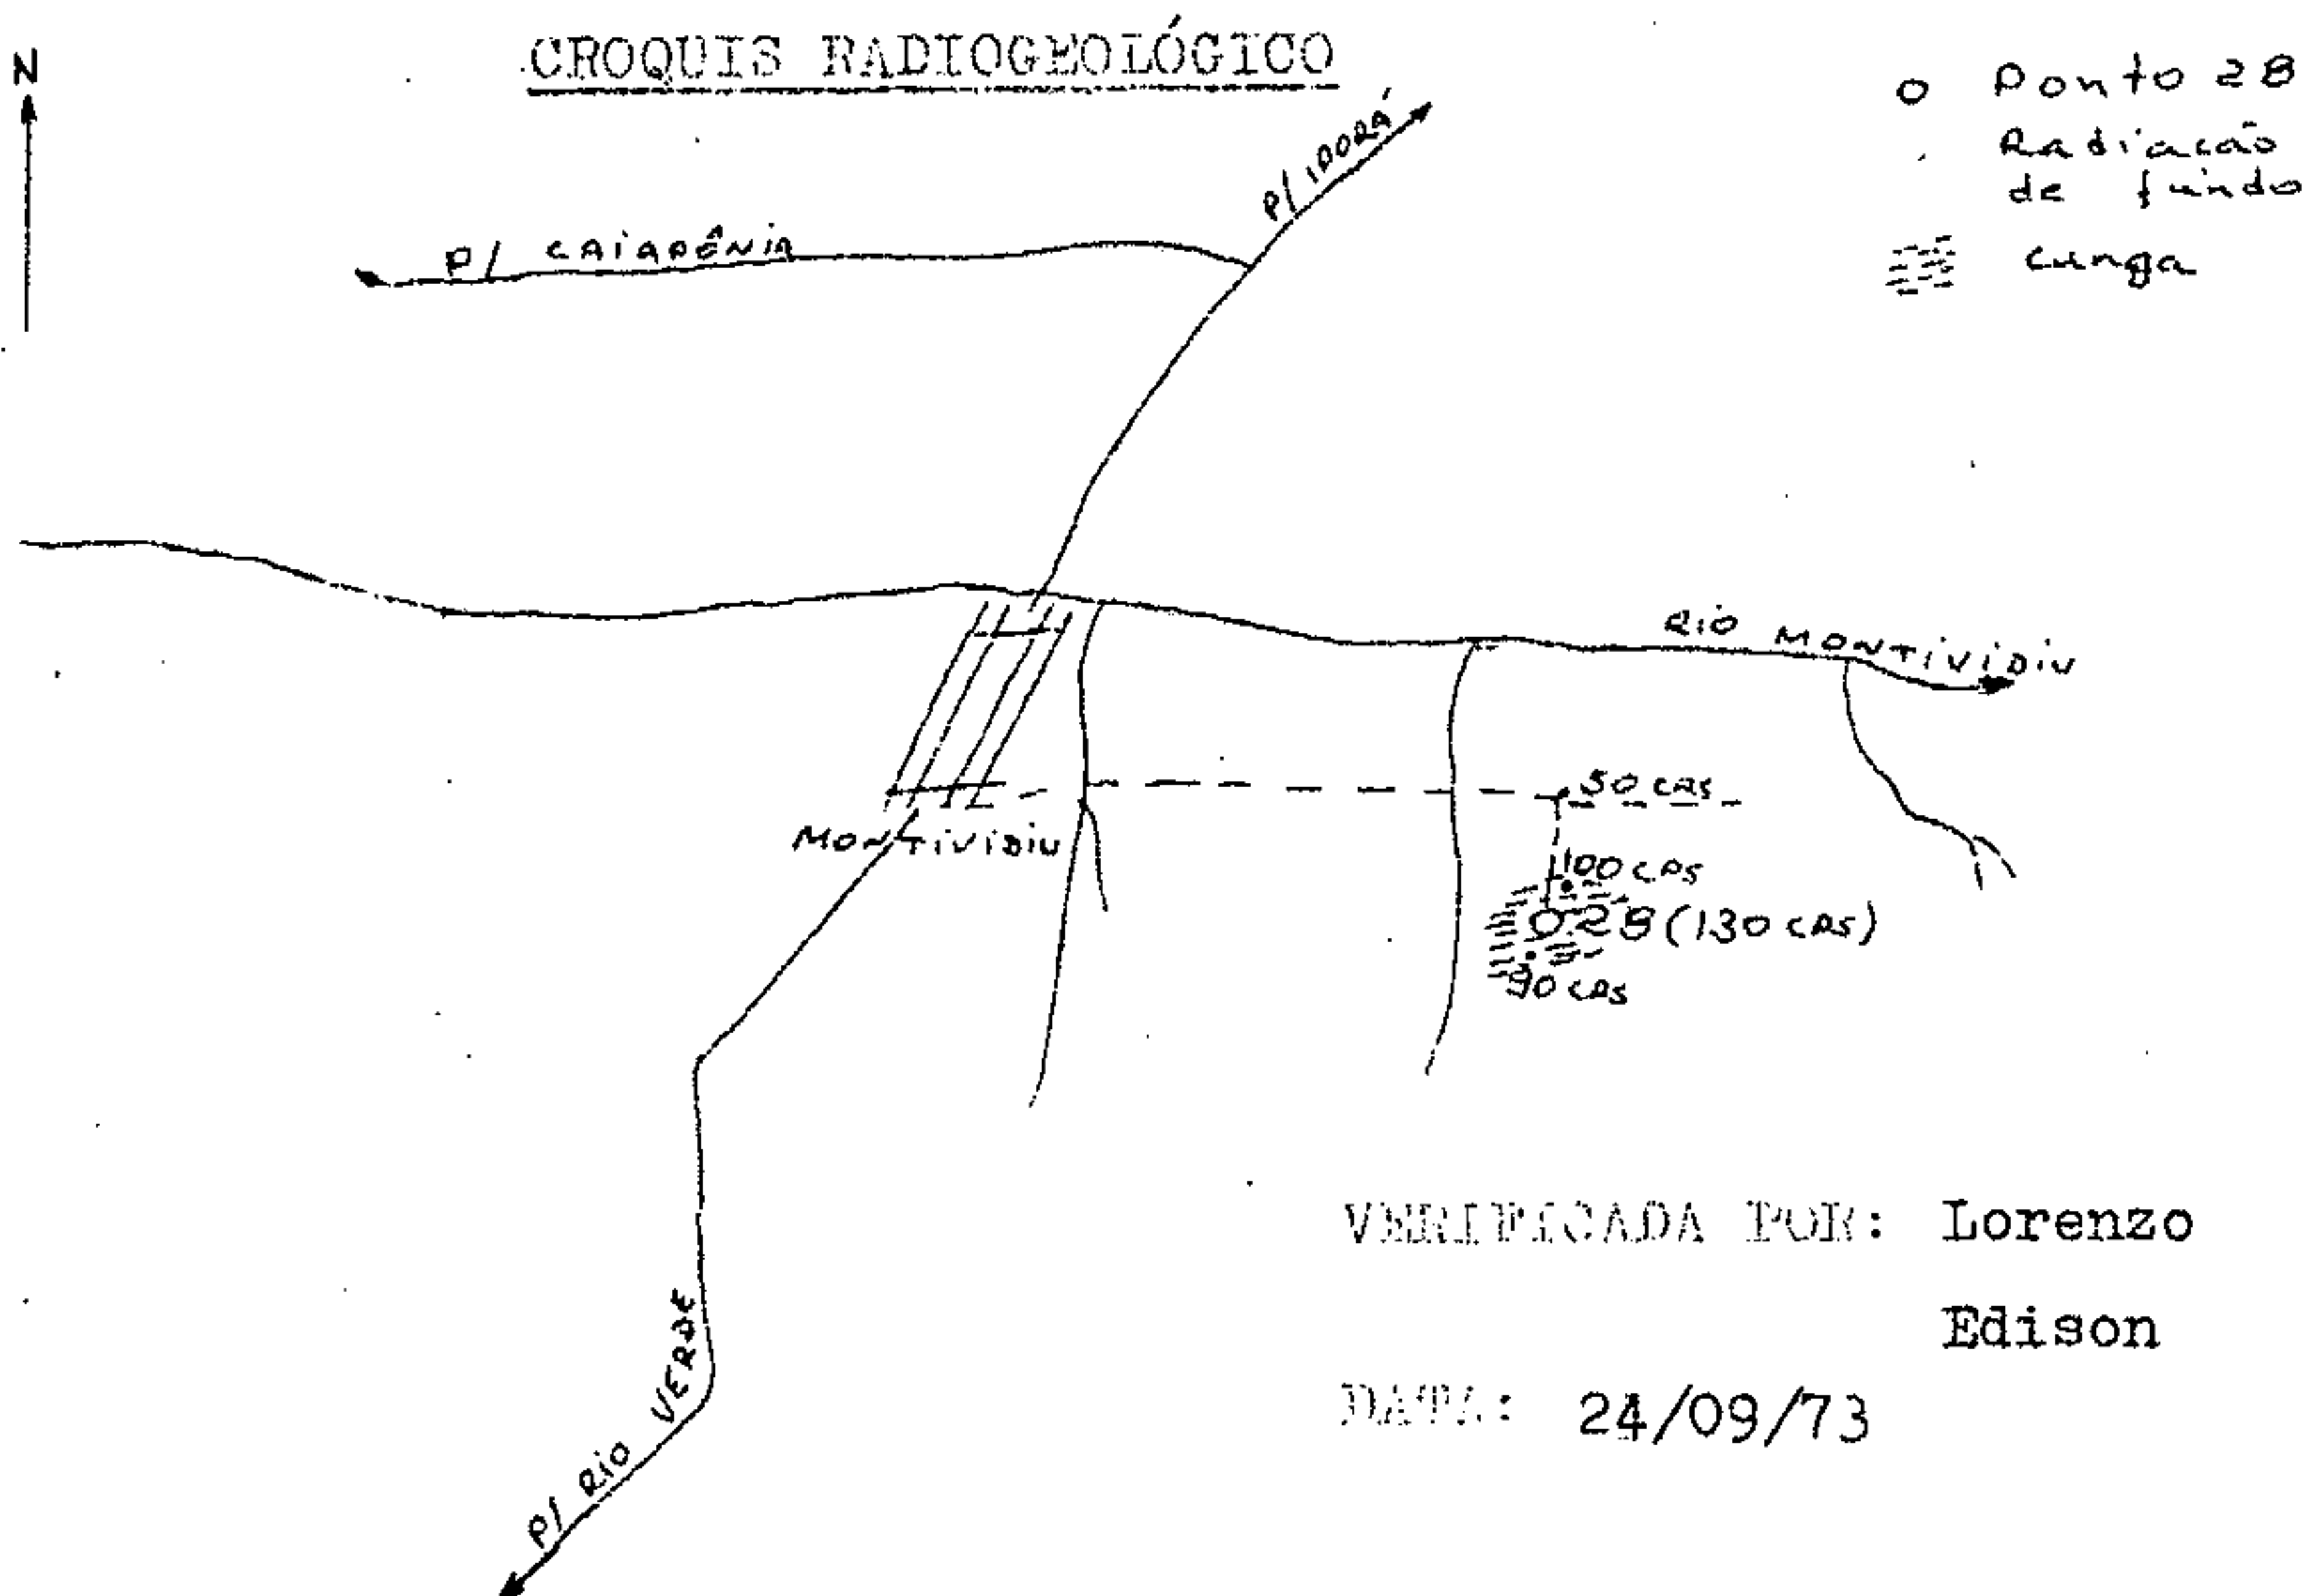 CROQUIS RADIOGEOLÓGICO
N
o Ponto 28
Radiação
de fundo
Canga
P/ IPORÁ
P/ CAIAPÔNIA
RIO MONTIVIDIU
50 CPS
MONTIVIDIU
100 CPS
28 (130 CPS)
90 CPS
VERIFICADA POR: Lorenzo
Edison
DATA: 24/09/73
P/ RIO VERDE